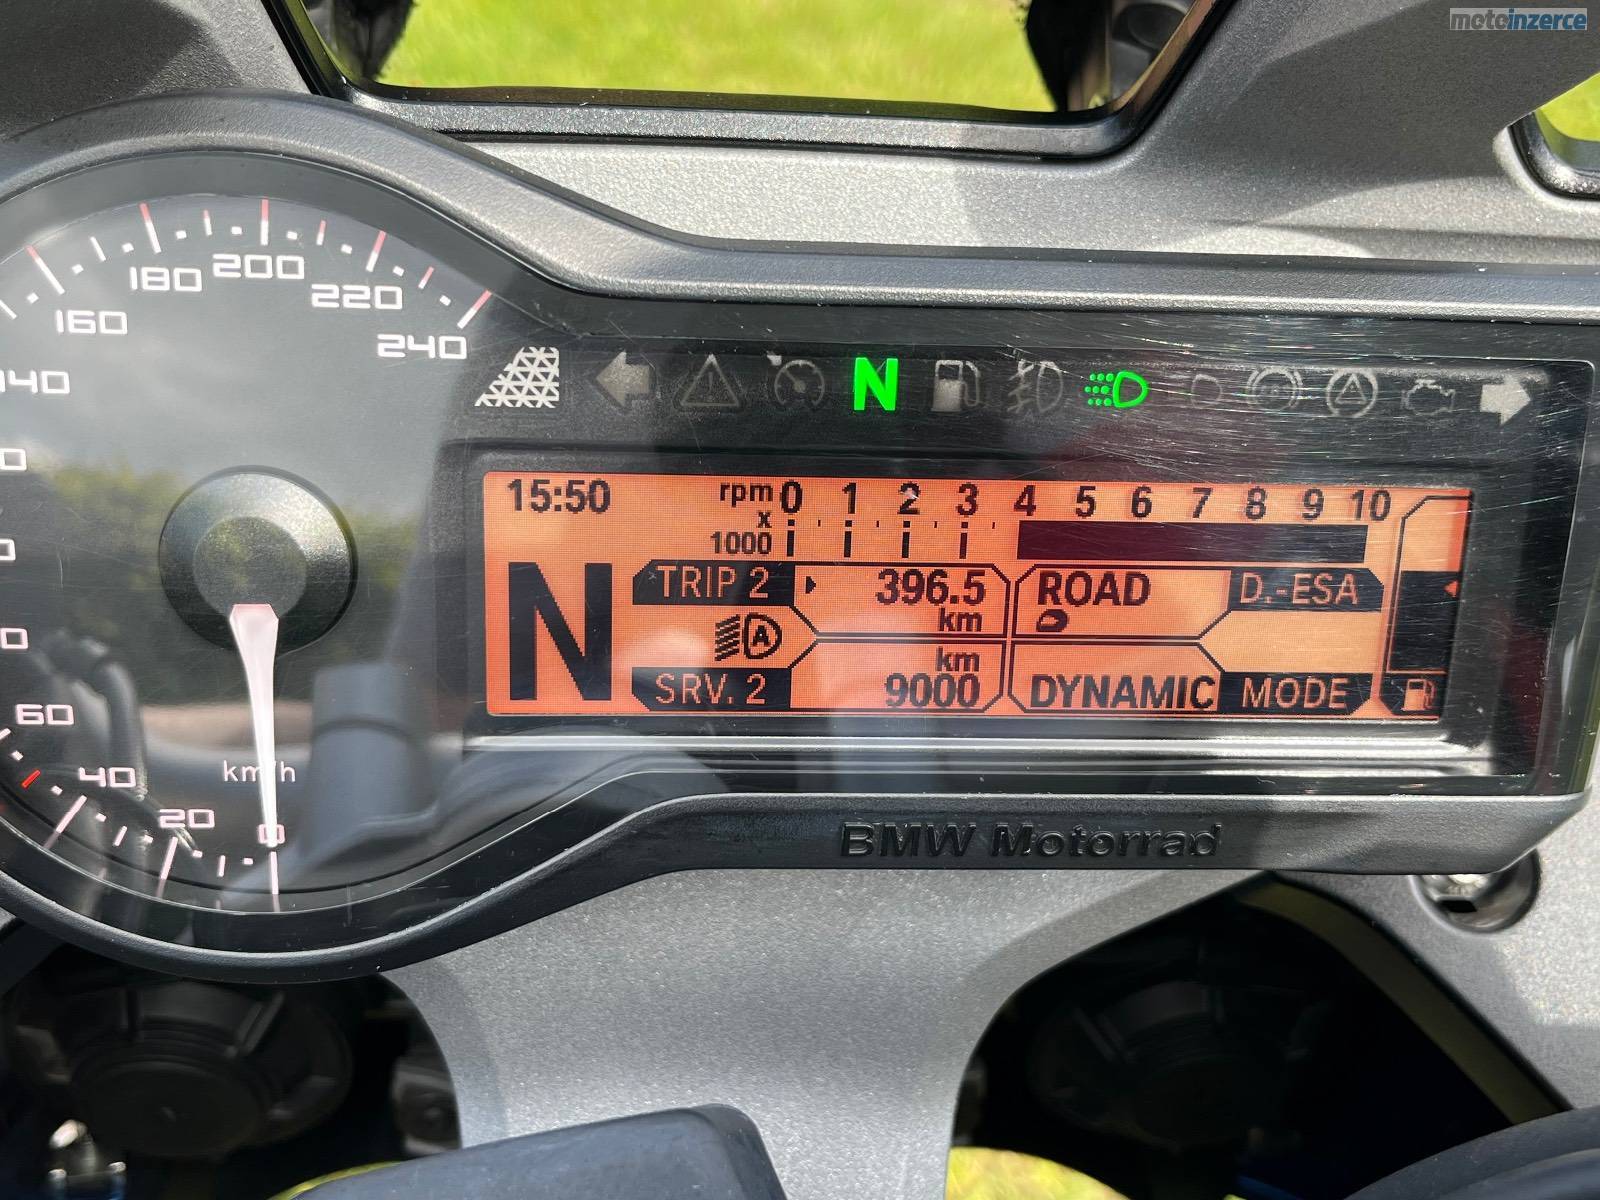 motoinzerce
180 200 220
160 240
40
60
40
20
0
km/h
N
15:50 rpm 0 1 2 3 4 5 6 7 8 9 10
x
1000
N
TRIP 2 396.5 km
ROAD D.-ESA
A
SRV. 2 km 9000
DYNAMIC MODE
BMW Motorrad